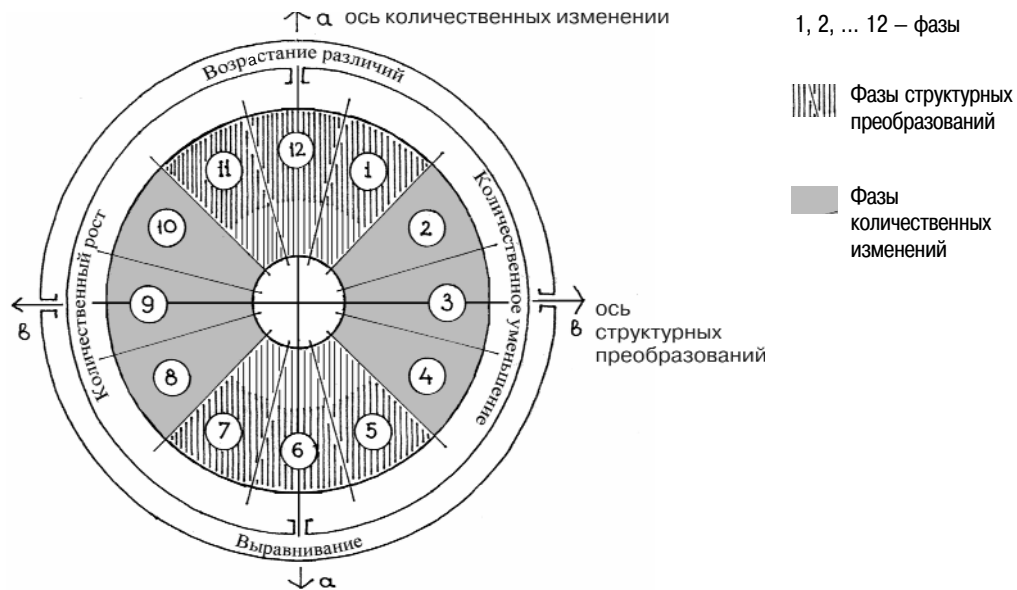 a ось количественных изменении
1, 2, ... 12 – фазы
Фазы структурных
преобразований
Фазы
количественных
изменений
Возрастание различий
Количественное уменьшение
Выравнивание
Количественный рост
12
1
2
3
4
5
6
7
8
9
10
11
в
в
ось
структурных
преобразований
a